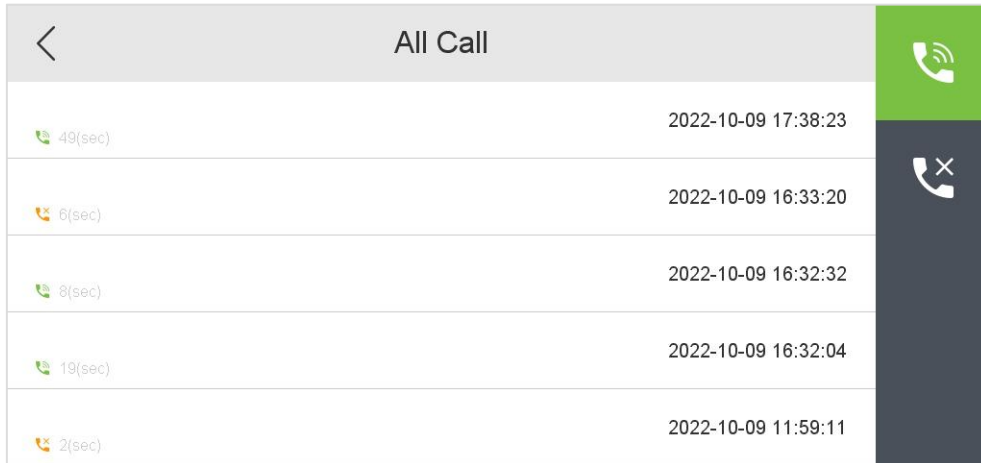 All Call
2022-10-09 17:38:23
49(sec)
2022-10-09 16:33:20
6(sec)
2022-10-09 16:32:32
8(sec)
2022-10-09 16:32:04
19(sec)
2022-10-09 11:59:11
2(sec)